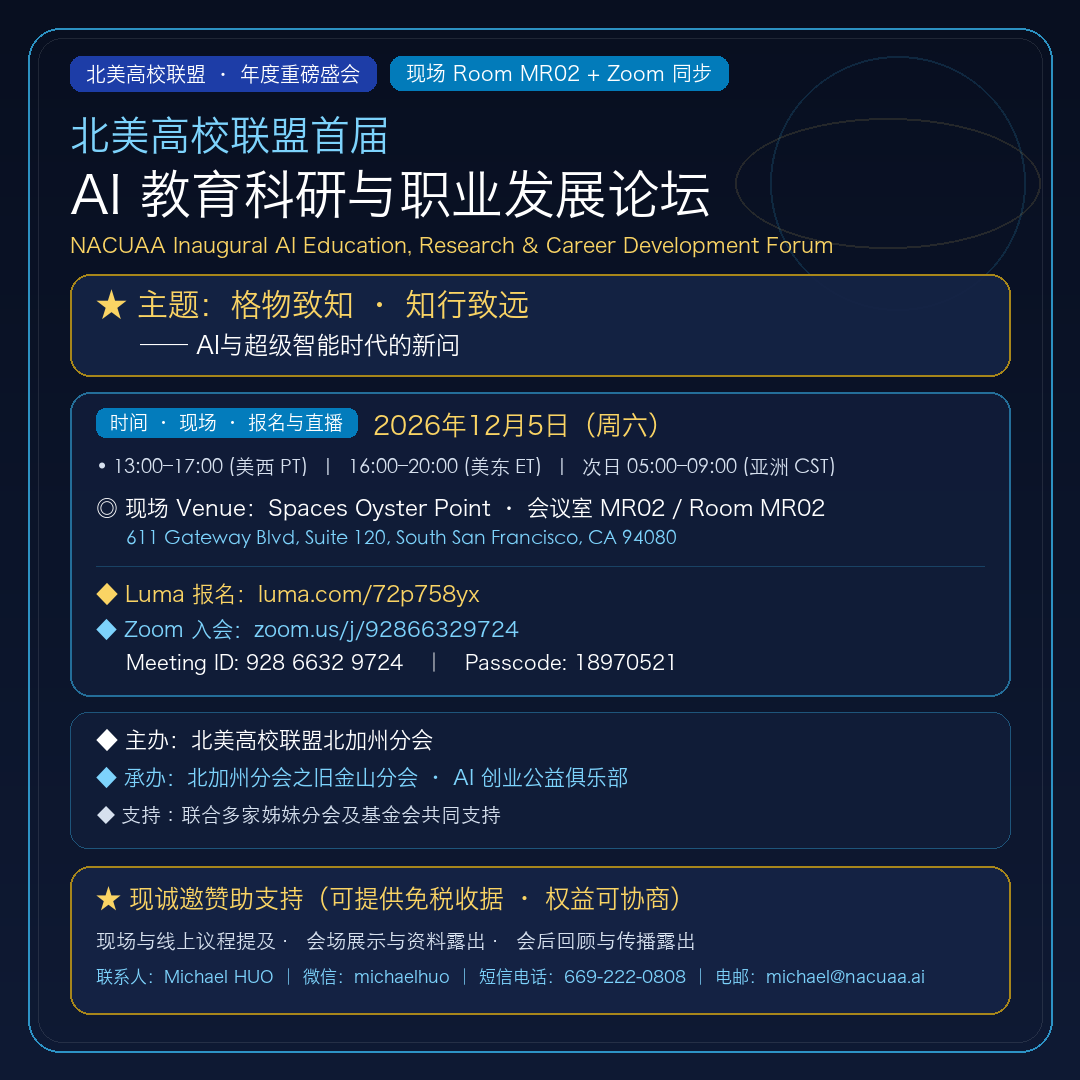 北美高校联盟 · 年度重磅盛会
现场 Room MR02 + Zoom 同步
北美高校联盟首届
AI 教育科研与职业发展论坛
NACUAA Inaugural AI Education, Research & Career Development Forum
★ 主题：格物致知 · 知行致远
—— AI与超级智能时代的新问
时间 · 现场 · 报名与直播 2026年12月5日（周六）
• 13:00–17:00 (美西 PT) | 16:00–20:00 (美东 ET) | 次日 05:00–09:00 (亚洲 CST)
◎ 现场 Venue：Spaces Oyster Point · 会议室 MR02 / Room MR02
611 Gateway Blvd, Suite 120, South San Francisco, CA 94080
◆ Luma 报名：luma.com/72p758yx
◆ Zoom 入会：zoom.us/j/92866329724
Meeting ID: 928 6632 9724 | Passcode: 18970521
◆ 主办：北美高校联盟北加州分会
◆ 承办：北加州分会之旧金山分会 · AI 创业公益俱乐部
◆ 支持：联合多家姊妹分会及基金会共同支持
★ 现诚邀赞助支持（可提供免税收据 · 权益可协商）
现场与线上议程提及 · 会场展示与资料露出 · 会后回顾与传播露出
联系人：Michael HUO | 微信：michaelhuo | 短信电话：669-222-0808 | 电邮：michael@nacuaa.ai